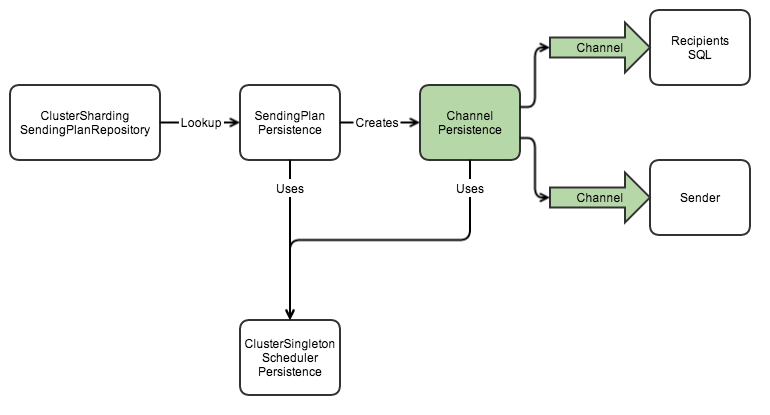 Channel
Recipients
SQL
ClusterSharding
SendingPlanRepository
Lookup
SendingPlan
Persistence
Creates
Channel
Persistence
Uses
Uses
Channel
Sender
ClusterSingleton
Scheduler
Persistence